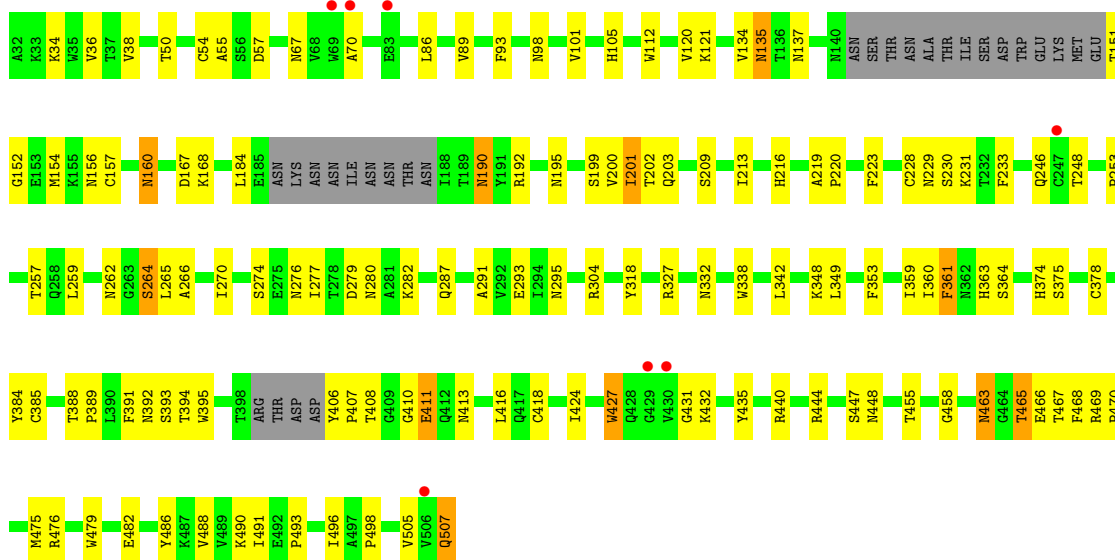 A32 K33 K34 W35 V36 T37 V38 T50 C54 A55 S56 D57 N67 V68 W69 A70 E83 L86 V89 F93 N98 V101 H105 W112 V120 K121 V134 N135 T136 N137 N140 ASN SER THR ASN ALA THR ILE SER ASP TRP GLU LYS MET GLU T151
G152 E153 M154 K155 N156 C157 N160 D167 K168 L184 E185 ASN LYS ASN ASN ILE ASN ASN THR ASN I188 T189 N190 Y191 R192 N195 S199 V200 I201 T202 Q203 S209 I213 H216 A219 P220 F223 C228 N229 S230 K231 T232 F233 Q246 C247 T248 R253
T257 Q258 L259 N262 G263 S264 L265 A266 I270 S274 E275 N276 I277 T278 D279 N280 A281 K282 Q287 A291 V292 E293 I294 N295 R304 Y318 R327 N332 W338 L342 K348 L349 F353 I359 I360 F361 N362 H363 S364 H374 S375 C378
Y384 C385 T388 P389 L390 F391 N392 S393 T394 W395 T398 ARG THR ASP ASP Y406 P407 T408 G409 G410 E411 Q412 N413 L416 Q417 C418 I424 W427 Q428 G429 V430 G431 K432 Y435 R440 R444 S447 N448 T455 G458 N463 G464 T465 E466 T467 F468 R469
M475 R476 W479 E482 Y486 K487 V488 V489 K490 I491 E492 P493 I496 A497 P498 V505 V506 Q507